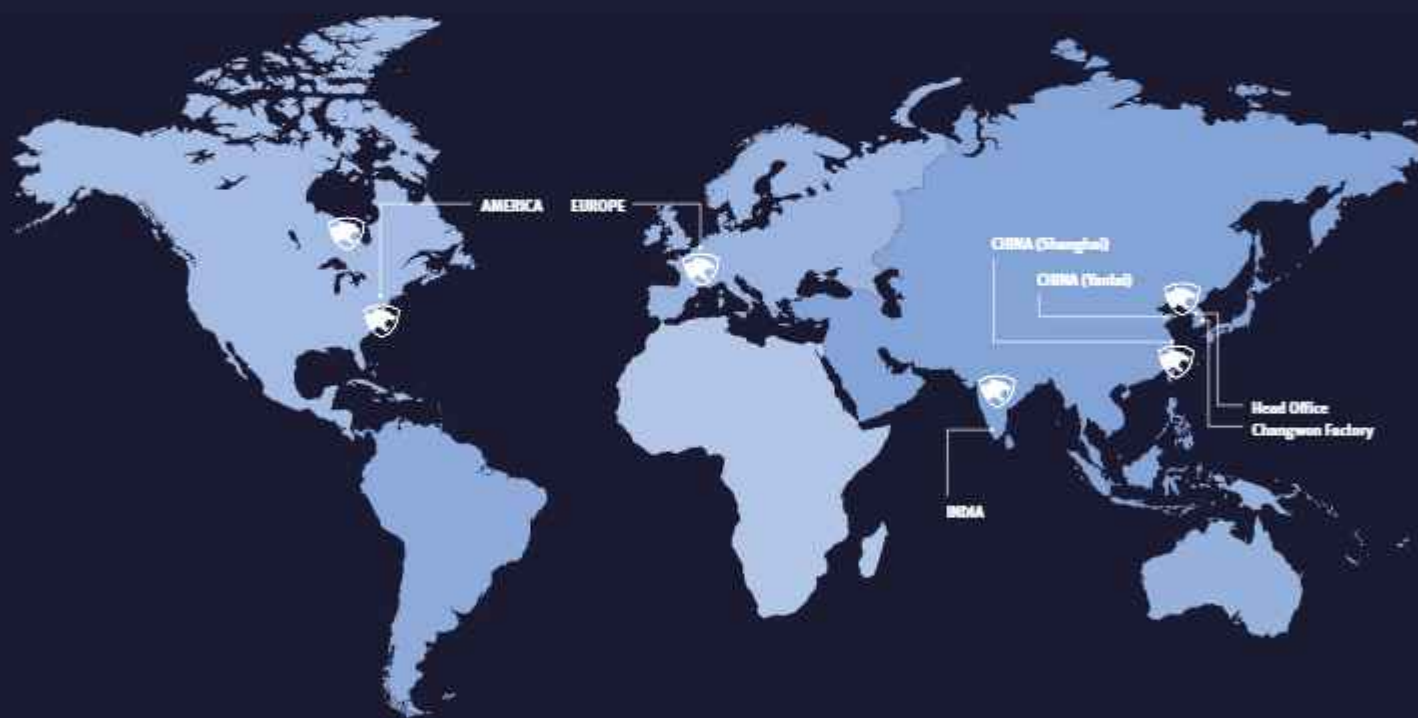 AMERICA
EUROPE
CHINA (Shanghai)
CHINA (Yantai)
Head Office
Changwon Factory
INDIA